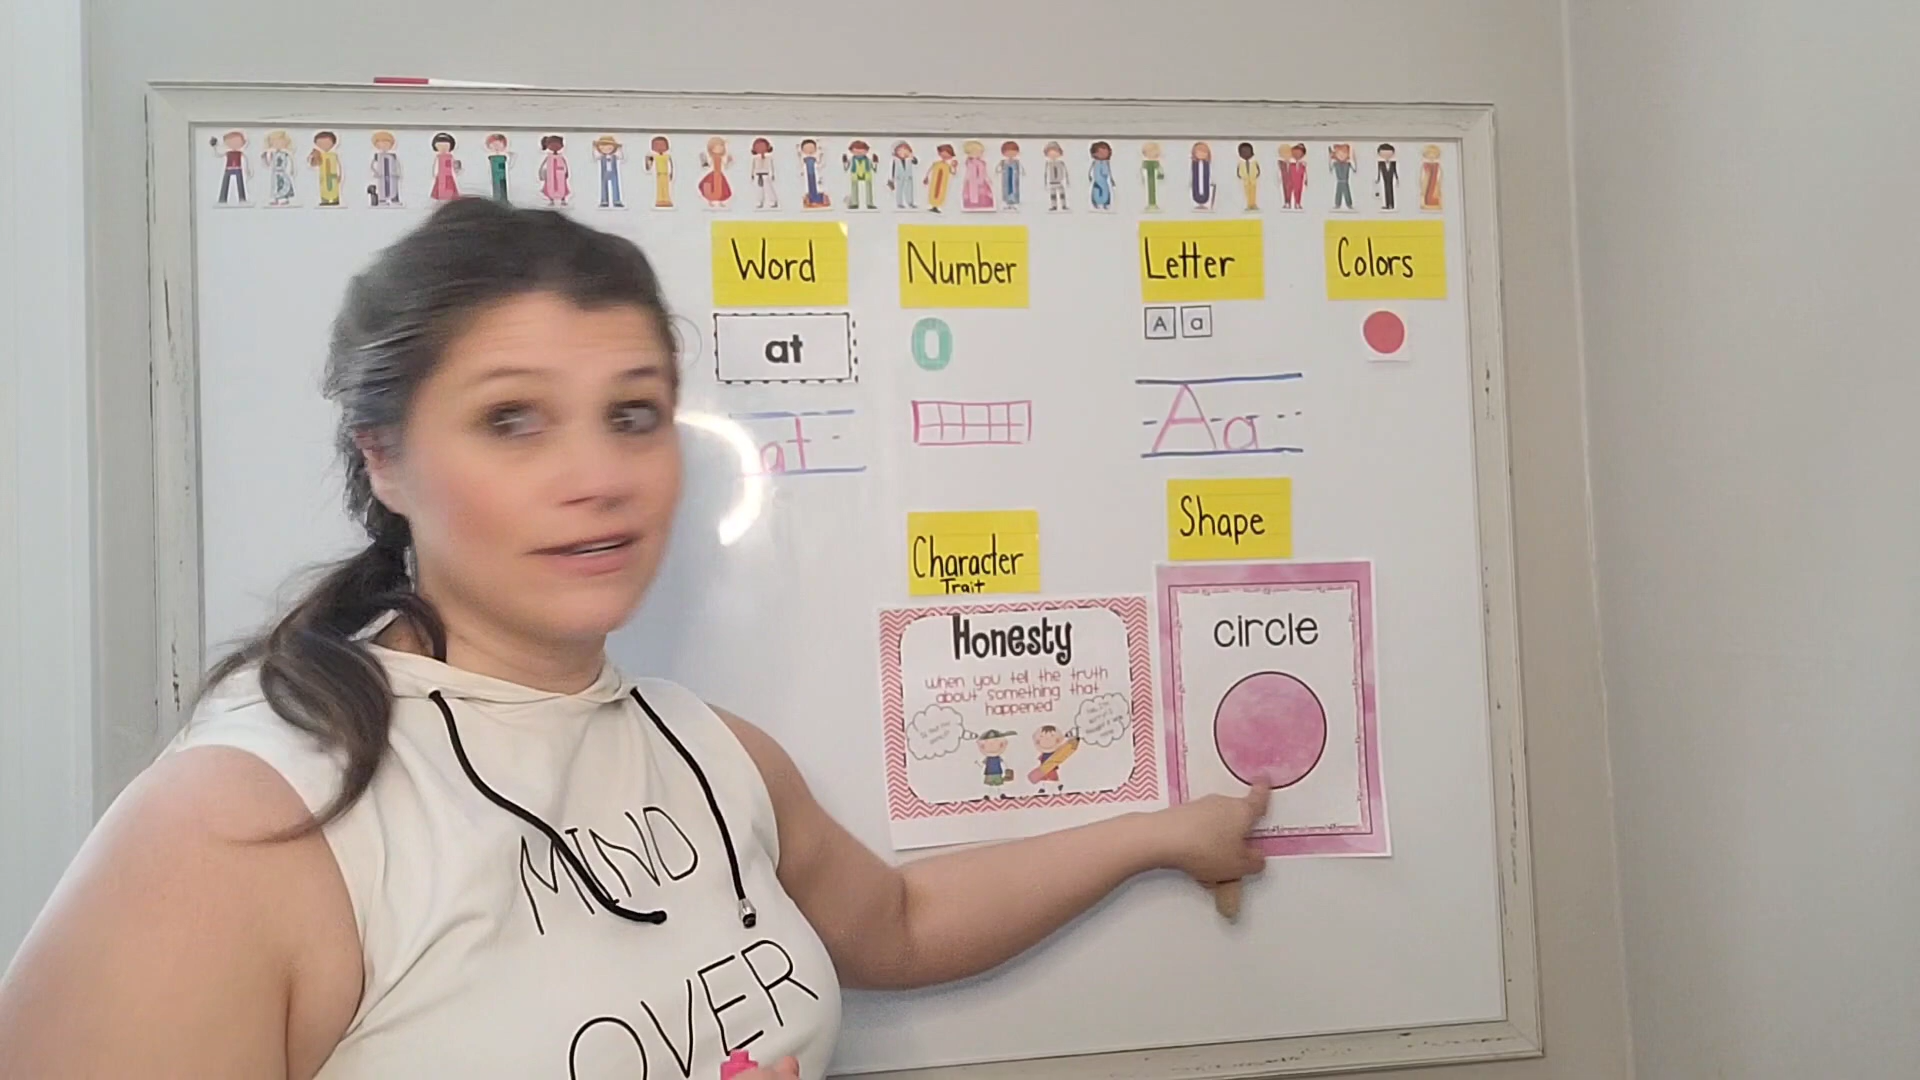 Word
Number
Letter
Colors
at
0
A a
at
Aa
Shape
Character
Trait
circle
Honesty
when you tell the truth
about something that
happened
MIND
OVER